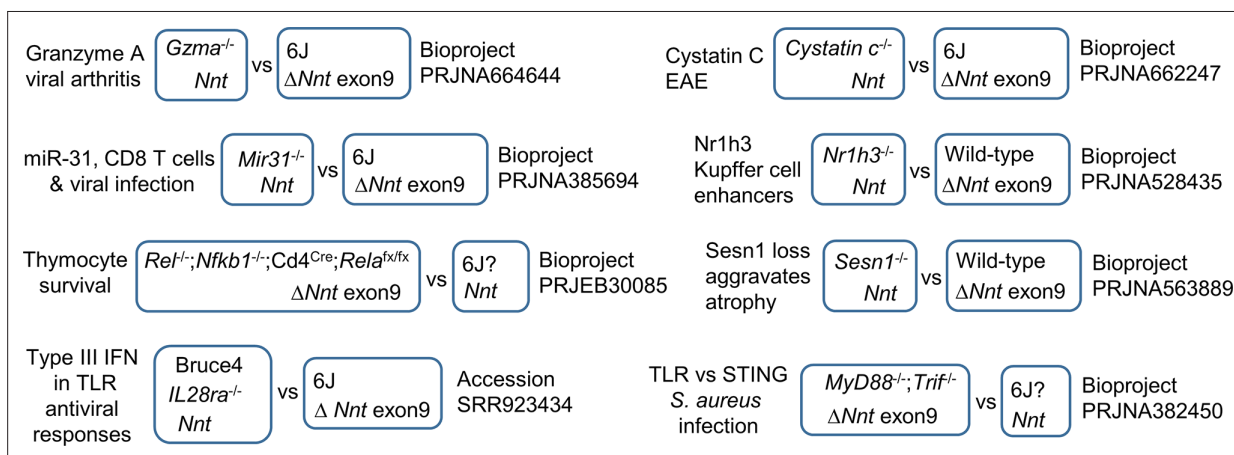 Granzyme A
viral arthritis
Gzma-/-
Nnt
vs
6J
ΔNnt exon9
Bioproject
PRJNA664644
Cystatin C
EAE
Cystatin c-/-
Nnt
vs
6J
ΔNnt exon9
Bioproject
PRJNA662247
miR-31, CD8 T cells
& viral infection
Mir31-/-
Nnt
vs
6J
ΔNnt exon9
Bioproject
PRJNA385694
Nr1h3
Kupffer cell
enhancers
Nr1h3-/-
Nnt
vs
Wild-type
ΔNnt exon9
Bioproject
PRJNA528435
Thymocyte
survival
Rel-/-;Nfkb1-/-;Cd4Cre;Relafx/fx
ΔNnt exon9
vs
6J?
Nnt
Bioproject
PRJEB30085
Sesn1 loss
aggravates
atrophy
Sesn1-/-
Nnt
vs
Wild-type
ΔNnt exon9
Bioproject
PRJNA563889
Type III IFN
in TLR
antiviral
responses
Bruce4
IL28ra-/-
Nnt
vs
6J
Δ Nnt exon9
Accession
SRR923434
TLR vs STING
S. aureus
infection
MyD88-/-;Trif-/-
ΔNnt exon9
vs
6J?
Nnt
Bioproject
PRJNA382450